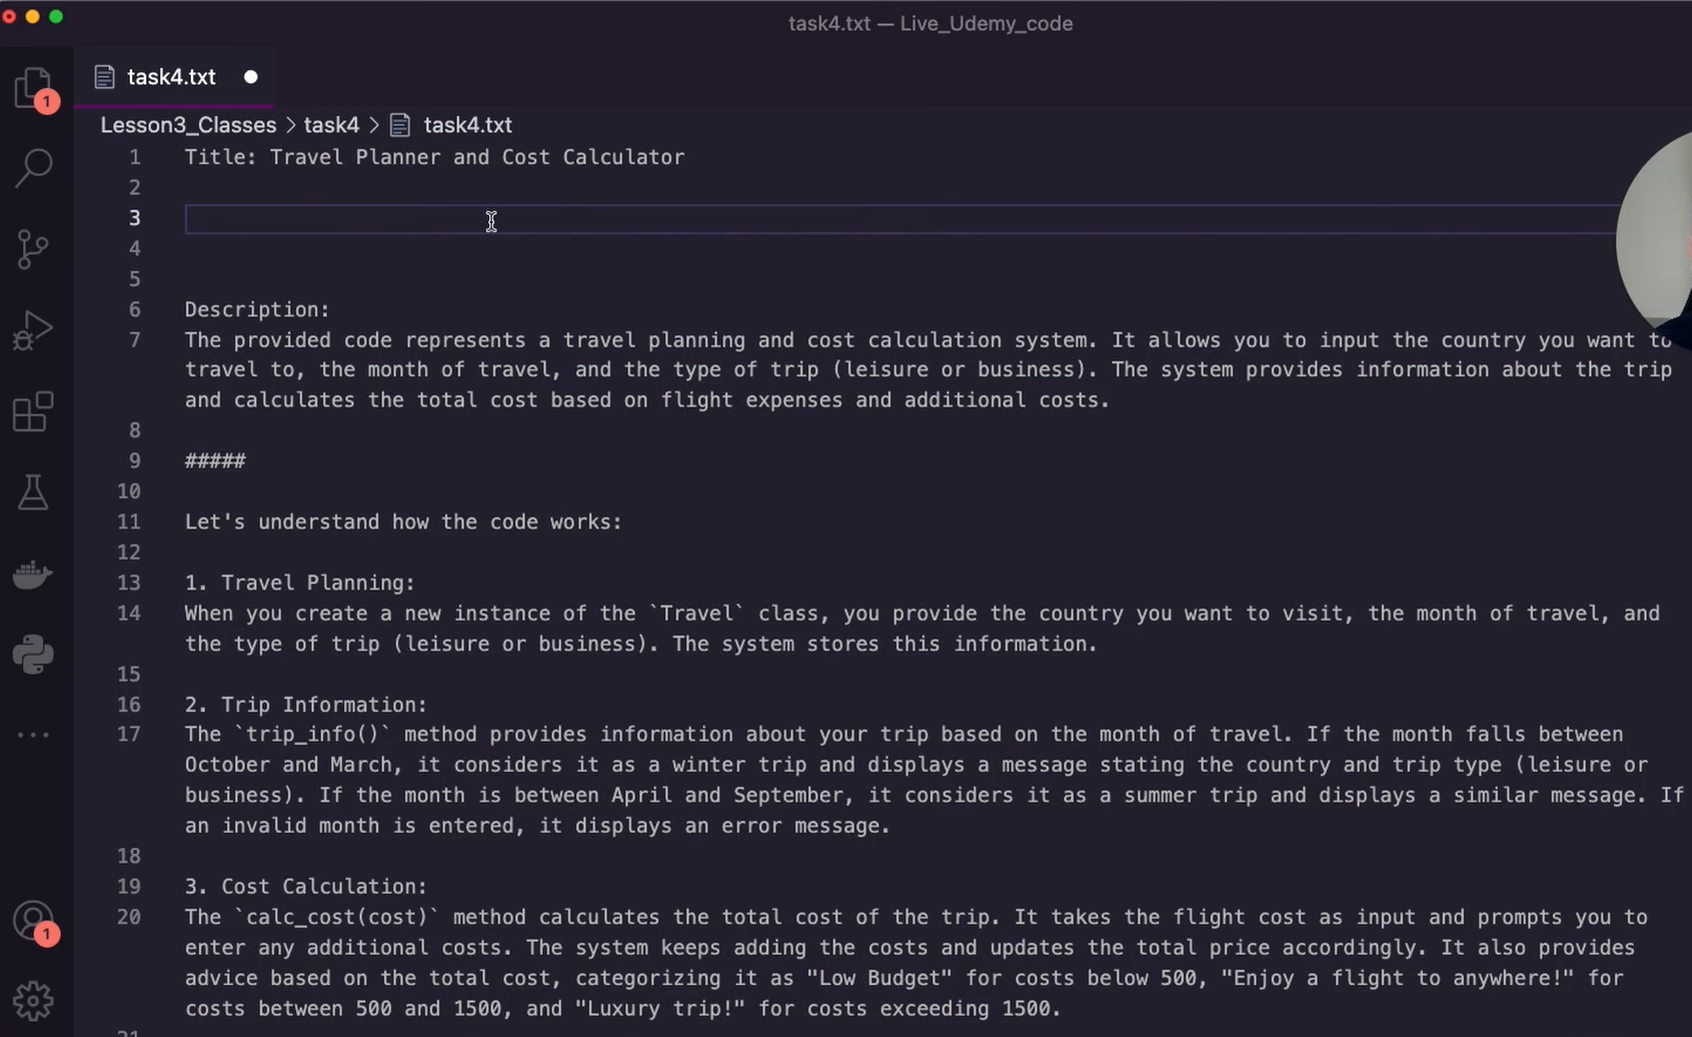 task4.txt — Live_Udemy_code
task4.txt
1
Lesson3_Classes > task4 > task4.txt
1 Title: Travel Planner and Cost Calculator
2
3
4
5
6 Description:
7 The provided code represents a travel planning and cost calculation system. It allows you to input the country you want to
travel to, the month of travel, and the type of trip (leisure or business). The system provides information about the trip
and calculates the total cost based on flight expenses and additional costs.
8
9 #####
10
11 Let's understand how the code works:
12
13 1. Travel Planning:
14 When you create a new instance of the `Travel` class, you provide the country you want to visit, the month of travel, and
the type of trip (leisure or business). The system stores this information.
15
16 2. Trip Information:
17 The `trip_info()` method provides information about your trip based on the month of travel. If the month falls between
October and March, it considers it as a winter trip and displays a message stating the country and trip type (leisure or
business). If the month is between April and September, it considers it as a summer trip and displays a similar message. If
an invalid month is entered, it displays an error message.
18
19 3. Cost Calculation:
20 The `calc_cost(cost)` method calculates the total cost of the trip. It takes the flight cost as input and prompts you to
enter any additional costs. The system keeps adding the costs and updates the total price accordingly. It also provides
advice based on the total cost, categorizing it as "Low Budget" for costs below 500, "Enjoy a flight to anywhere!" for
costs between 500 and 1500, and "Luxury trip!" for costs exceeding 1500.
1